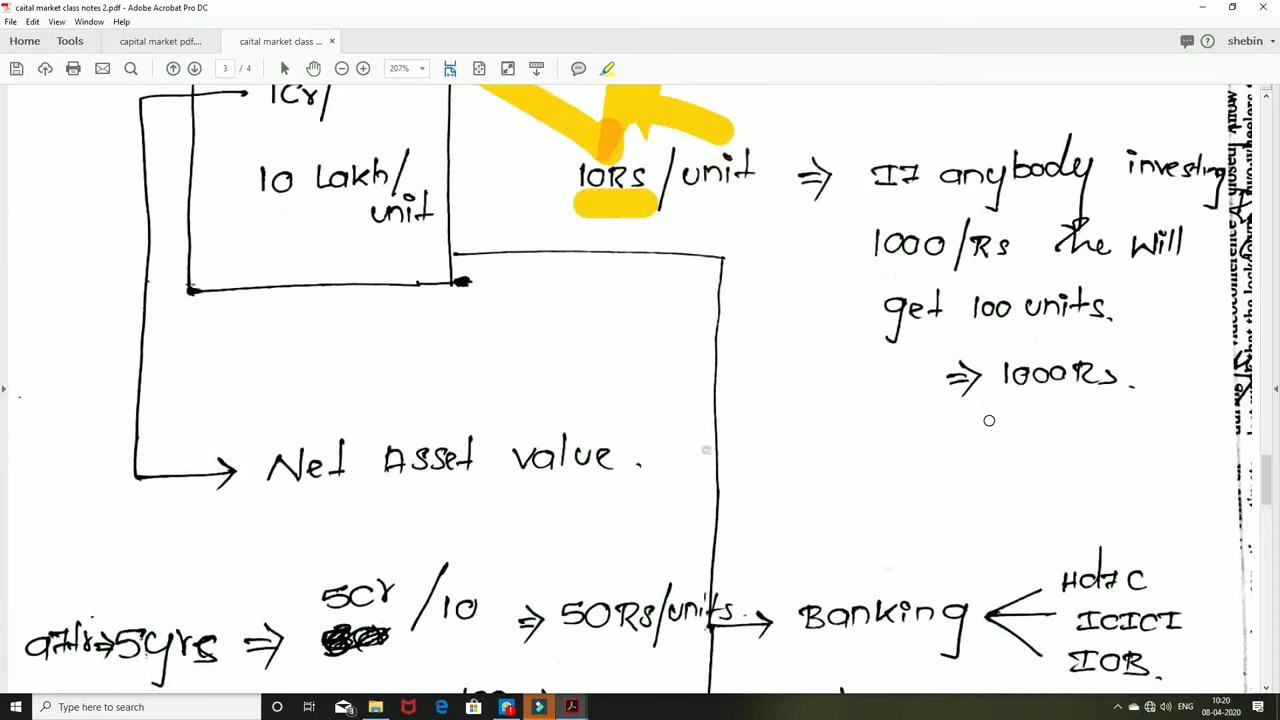 caital market class notes 2.pdf - Adobe Acrobat Pro DC
File Edit View Window Help
Home Tools capital market pdf.... caital market class ... × shebin
3 / 4 207%
1Cr/
10 Lakh/
unit
10Rs/unit ⇒ If anybody investing
1000/Rs the will
get 100 units.
⇒ 1000Rs.
Net Asset value.
after 5yrs ⇒ 5Cr /10 ⇒ 50Rs/units. → Banking
HDFC
ICICI
IOB.
Type here to search
10:20
08-04-2020